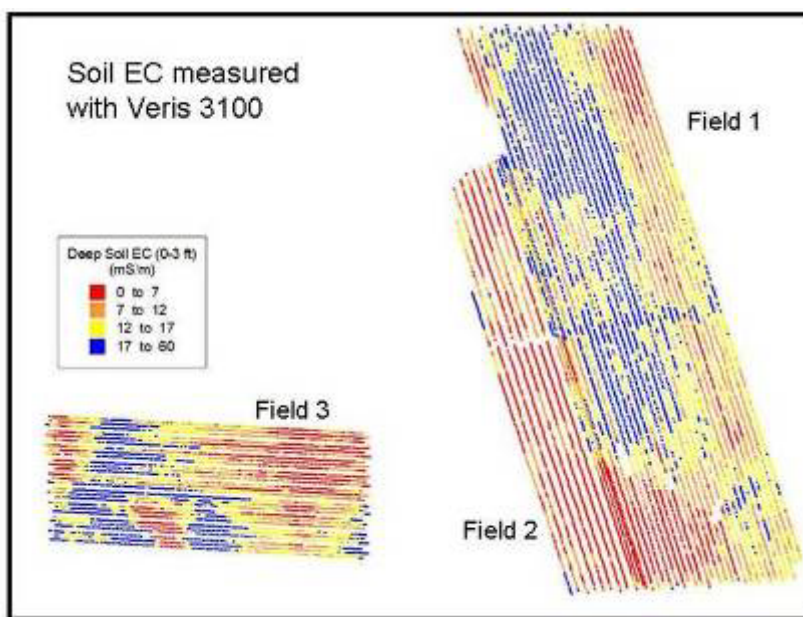 Soil EC measured
with Veris 3100
Field 1
Deep Soil EC (0-3 ft)
(mS/m)
0 to 7
7 to 12
12 to 17
17 to 60
Field 3
Field 2